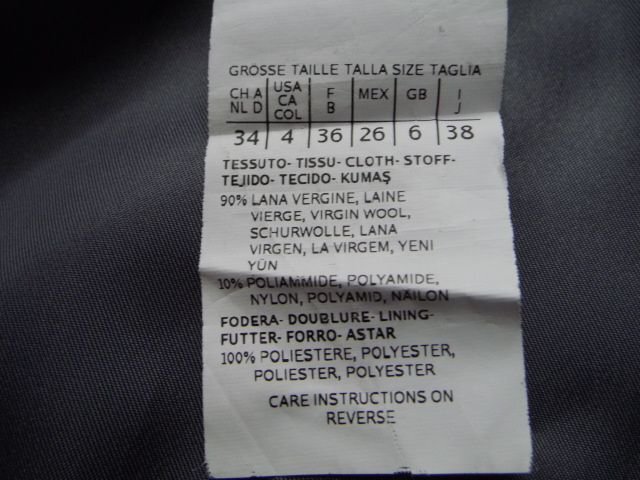 GRÖSSE TAILLE TALLA SIZE TAGLIA
CH A NL D | USA CA COL | F B | MEX | GB | I J
34 | 4 | 36 | 26 | 6 | 38
TESSUTO- TISSU- CLOTH- STOFF-
TEJIDO- TECIDO- KUMAŞ
90% LANA VERGINE, LAINE
VIERGE, VIRGIN WOOL,
SCHURWOLLE, LANA
VIRGEN, LA VIRGEM, YENI
YÜN
10% POLIAMMIDE, POLYAMIDE,
NYLON, POLYAMID, NAILON
FODERA- DOUBLURE- LINING-
FUTTER- FORRO- ASTAR
100% POLIESTERE, POLYESTER,
POLIESTER, POLYESTER
CARE INSTRUCTIONS ON
REVERSE